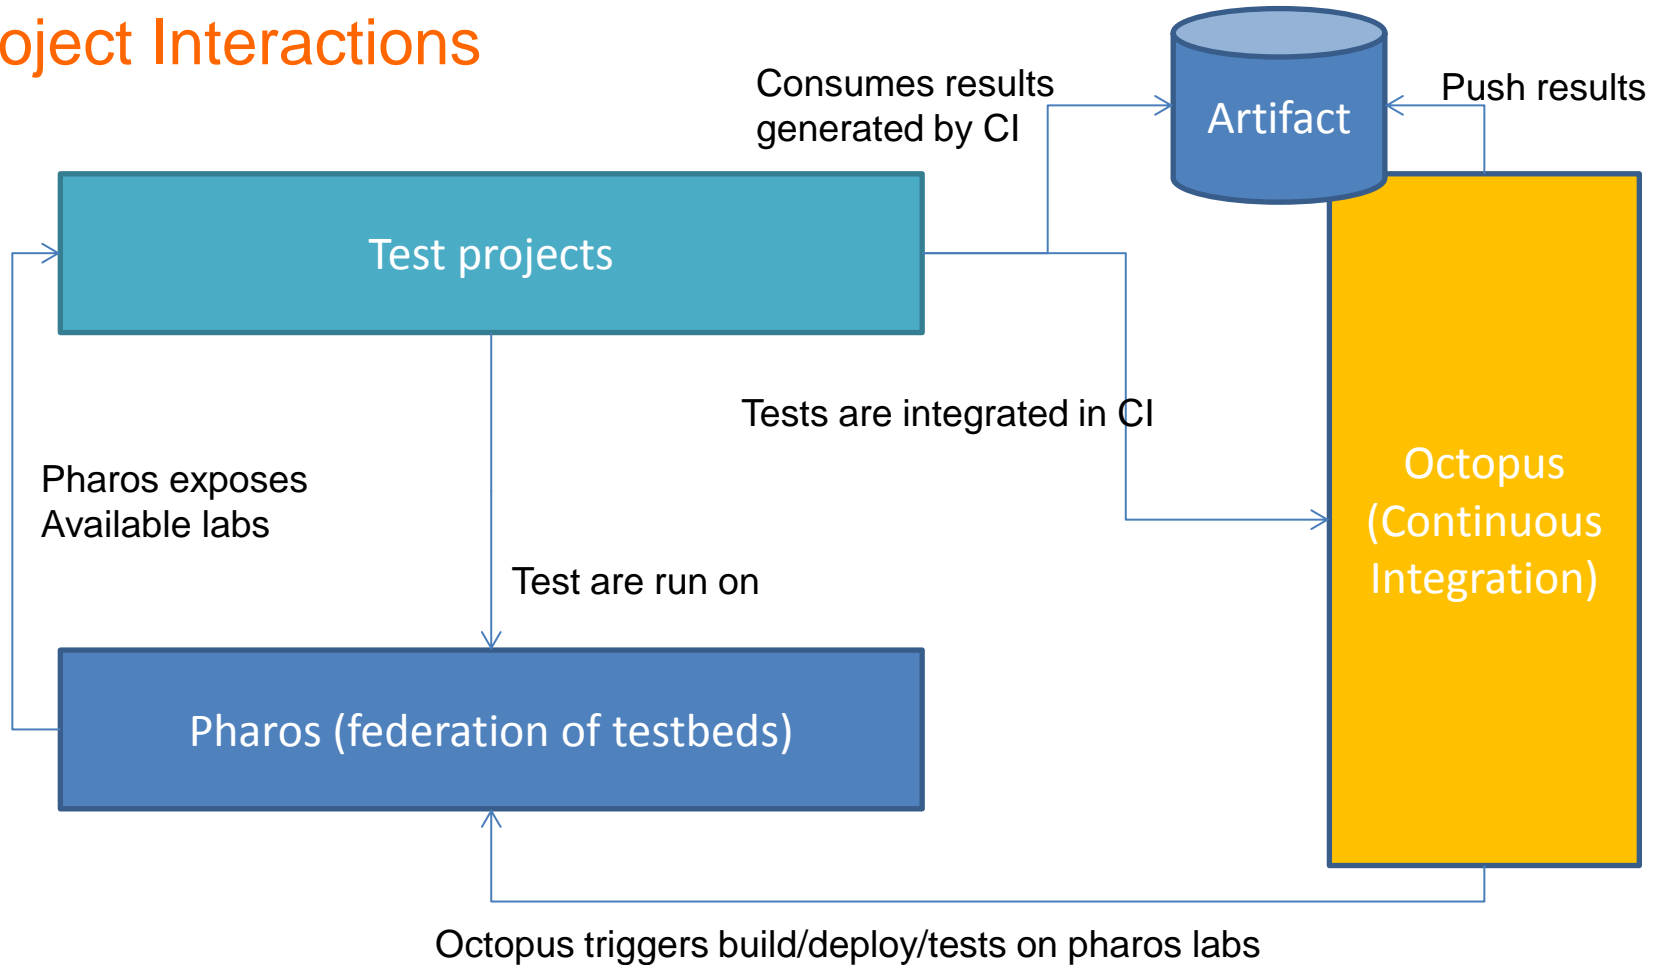 oject Interactions
Consumes results
generated by CI
Artifact
Push results
Test projects
Tests are integrated in CI
Pharos exposes
Available labs
Octopus
(Continuous
Integration)
Test are run on
Pharos (federation of testbeds)
Octopus triggers build/deploy/tests on pharos labs